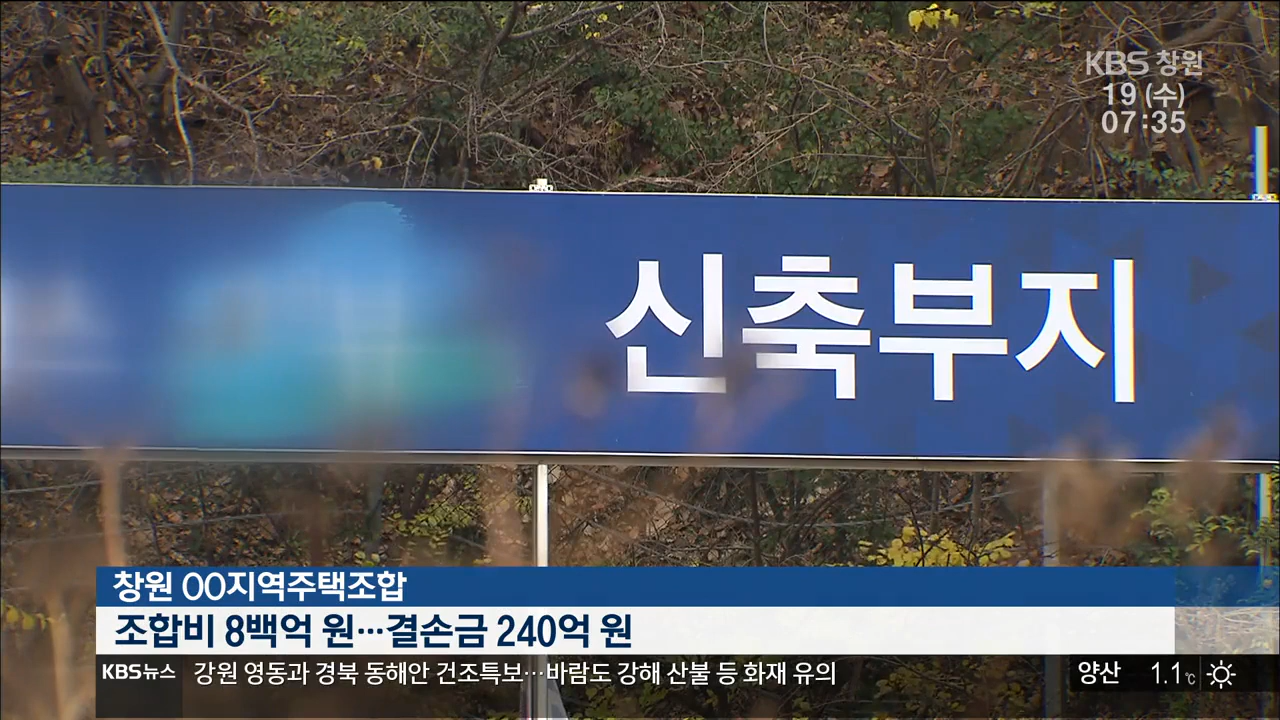 KBS 창원
19 (수)
07:35
신축부지
창원 OO지역주택조합
조합비 8백억 원…결손금 240억 원
KBS뉴스 강원 영동과 경북 동해안 건조특보…바람도 강해 산불 등 화재 유의 양산 1.1℃